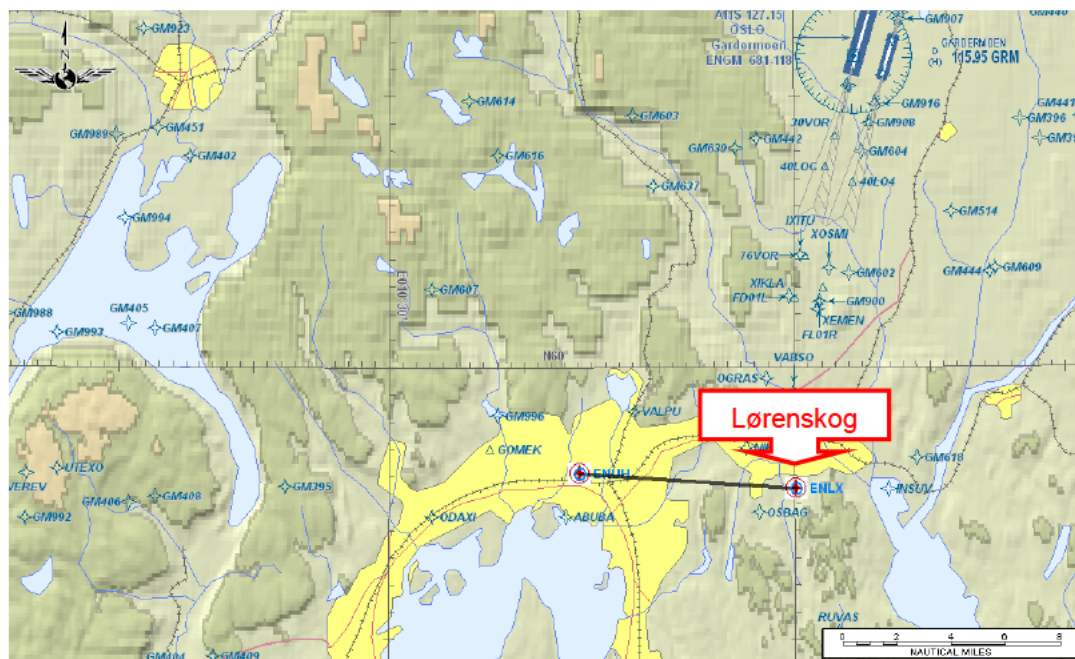 GM923
ATIS 127.15
OSLO
Gardermoen
ENGM 681-118
GM907
GARDERMOEN
D
(H) 115.95 GRM
N
GM614
GM603
GM916
GM441
30VOR
GM908
GM396
GM989
GM451
GM442
GM630
GM604
GM402
GM616
40LOC
40LO4
GM637
GM994
IXITU
XOSMI
GM514
76VOR
GM602
GM444
GM609
E010°30'
GM607
XIKLA
FD01L
GM900
XEMEN
FL01R
GM405
GM988
GM993
GM407
N60
VABSO
OGRAS
Lørenskog
GM996
VALPU
GOMEK
GM618
UTEXO
VEREV
ENUH
ENLX
INSUV
GM395
GM408
GM406
GM992
ODAXI
ABUBA
OSBAG
RUVAS
GM409
0 2 4 6 8
NAUTICAL MILES